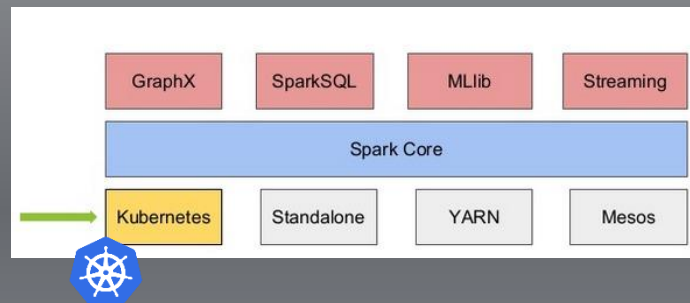 GraphX SparkSQL MLlib Streaming
Spark Core
Kubernetes Standalone YARN Mesos